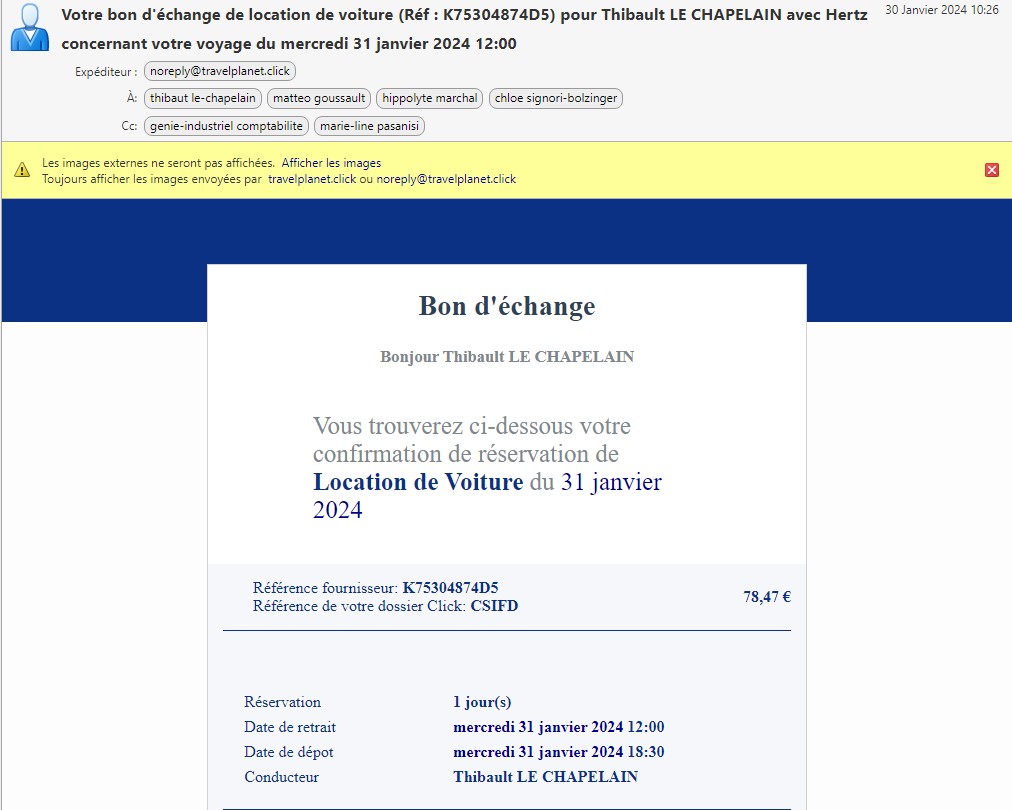 Votre bon d'échange de location de voiture (Réf : K75304874D5) pour Thibault LE CHAPELAIN avec Hertz
concernant votre voyage du mercredi 31 janvier 2024 12:00
30 Janvier 2024 10:26
Expéditeur : noreply@travelplanet.click
À: thibaut le-chapelain matteo goussault hippolyte marchal chloe signori-bolzinger
Cc: genie-industriel comptabilite marie-line pasanisi
Les images externes ne seront pas affichées. Afficher les images
Toujours afficher les images envoyées par travelplanet.click ou noreply@travelplanet.click
Bon d'échange
Bonjour Thibault LE CHAPELAIN
Vous trouverez ci-dessous votre
confirmation de réservation de
Location de Voiture du 31 janvier
2024
Référence fournisseur: K75304874D5
Référence de votre dossier Click: CSIFD
78,47 €
Réservation 1 jour(s)
Date de retrait mercredi 31 janvier 2024 12:00
Date de dépot mercredi 31 janvier 2024 18:30
Conducteur Thibault LE CHAPELAIN